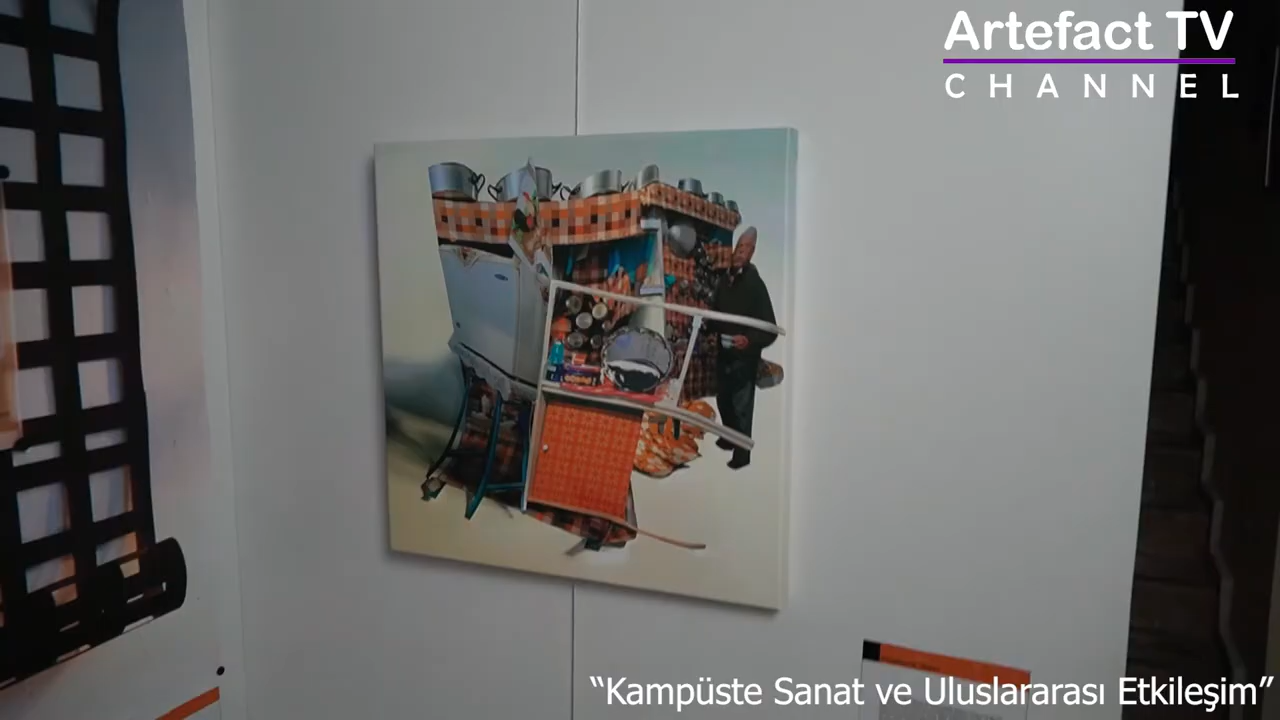 Artefact TV
CHANNEL
“Kampüste Sanat ve Uluslararası Etkileşim”